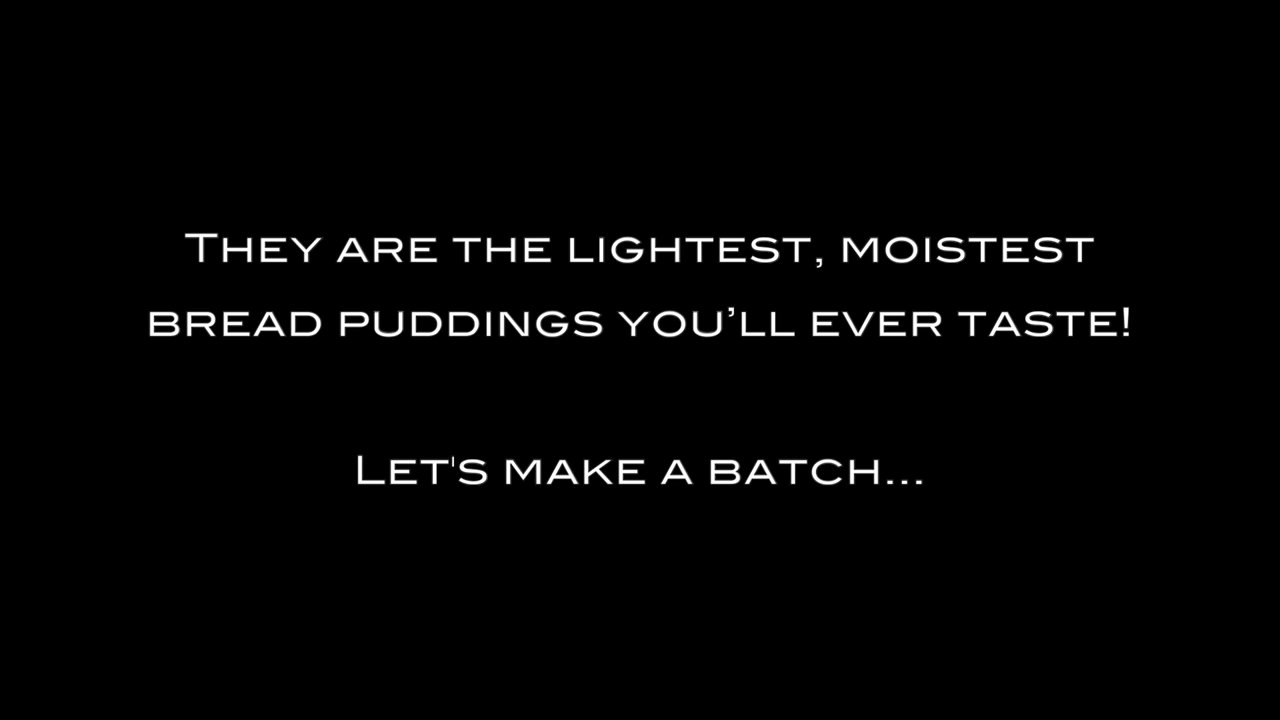 They are the lightest, moistest
bread puddings you’ll ever taste!
Let's make a batch...